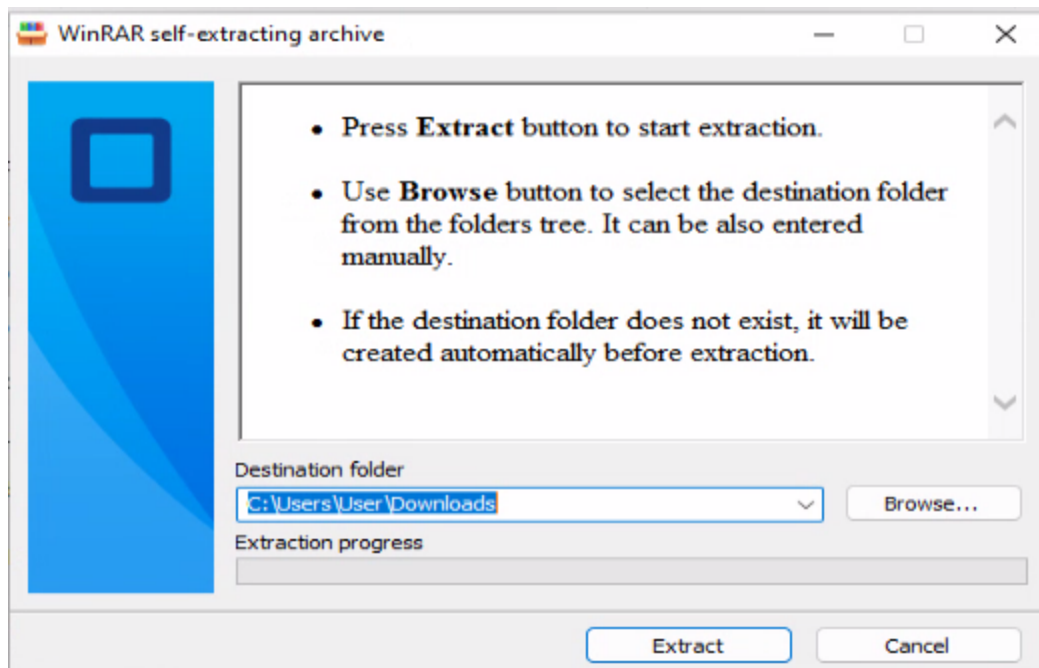 WinRAR self-extracting archive
• Press Extract button to start extraction.
• Use Browse button to select the destination folder
from the folders tree. It can be also entered
manually.
• If the destination folder does not exist, it will be
created automatically before extraction.
Destination folder
C:\Users\User\Downloads
Browse...
Extraction progress
Extract
Cancel